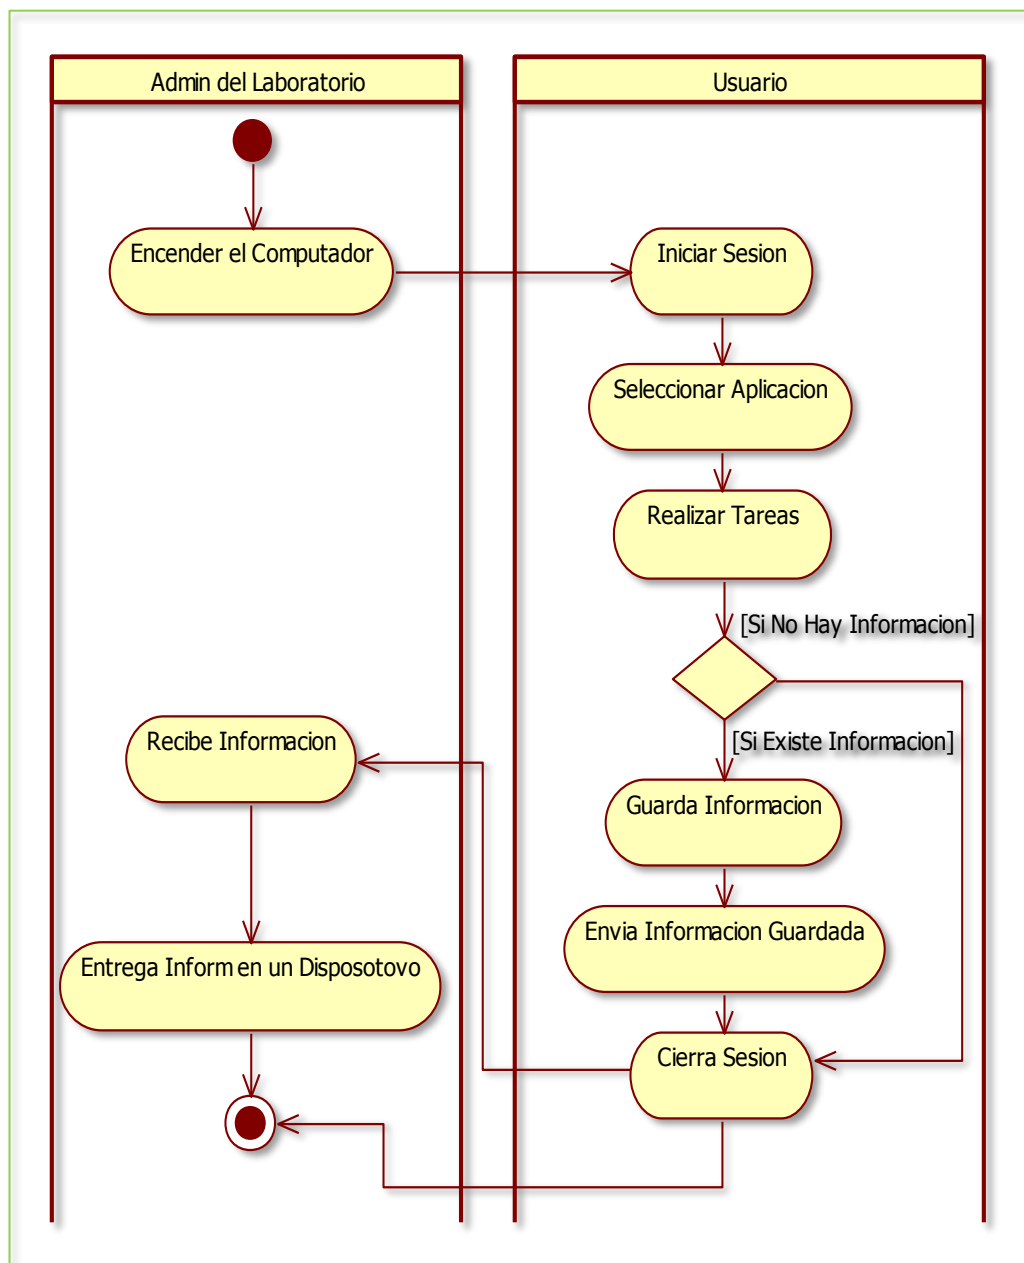 Admin del Laboratorio
Usuario
Encender el Computador
Iniciar Sesion
Seleccionar Aplicacion
Realizar Tareas
[Si No Hay Informacion]
[Si Existe Informacion]
Recibe Informacion
Guarda Informacion
Envia Informacion Guardada
Entrega Inform en un Disposotovo
Cierra Sesion